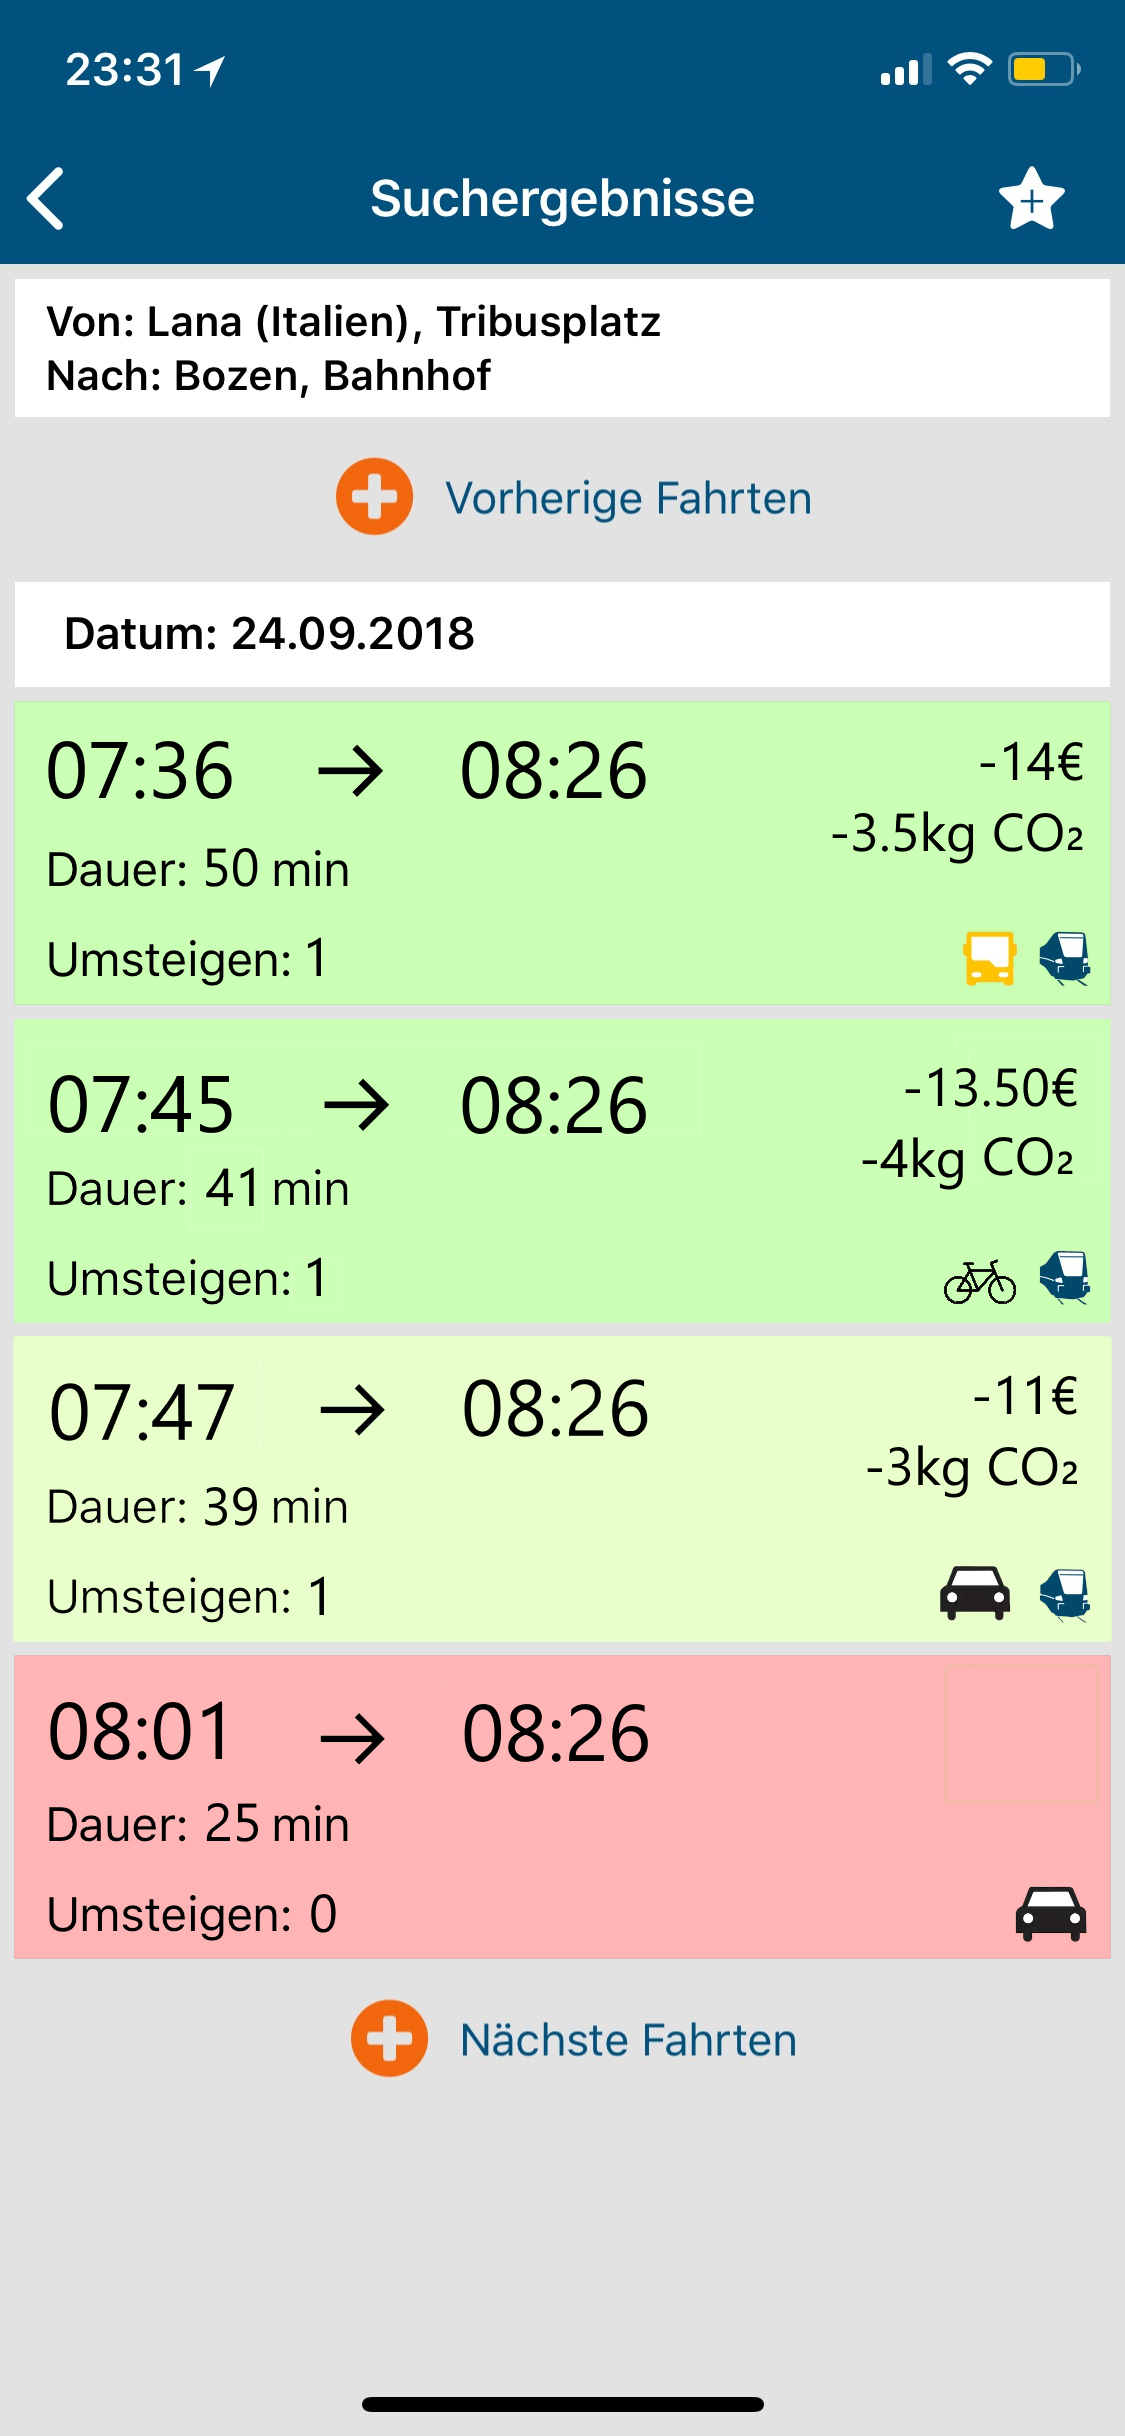 23:31
Suchergebnisse
Von: Lana (Italien), Tribusplatz
Nach: Bozen, Bahnhof
Vorherige Fahrten
Datum: 24.09.2018
07:36 → 08:26
-14€
-3.5kg CO₂
Dauer: 50 min
Umsteigen: 1
07:45 → 08:26
-13.50€
-4kg CO₂
Dauer: 41 min
Umsteigen: 1
07:47 → 08:26
-11€
-3kg CO₂
Dauer: 39 min
Umsteigen: 1
08:01 → 08:26
Dauer: 25 min
Umsteigen: 0
Nächste Fahrten